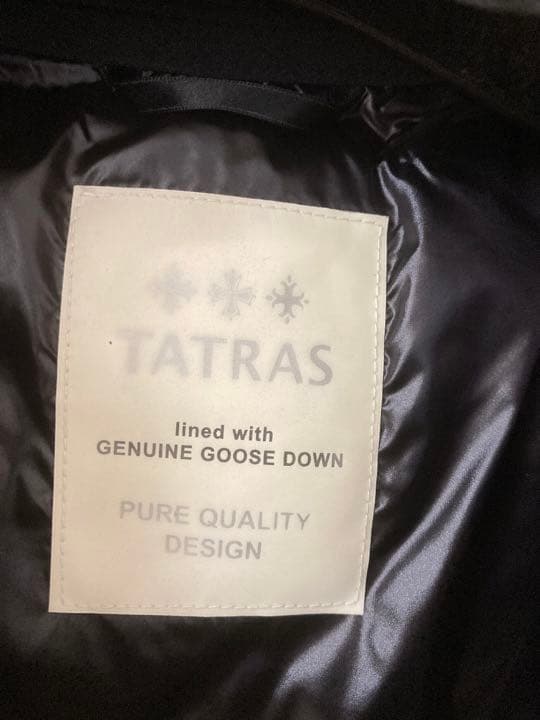 TATRAS
lined with
GENUINE GOOSE DOWN
PURE QUALITY
DESIGN